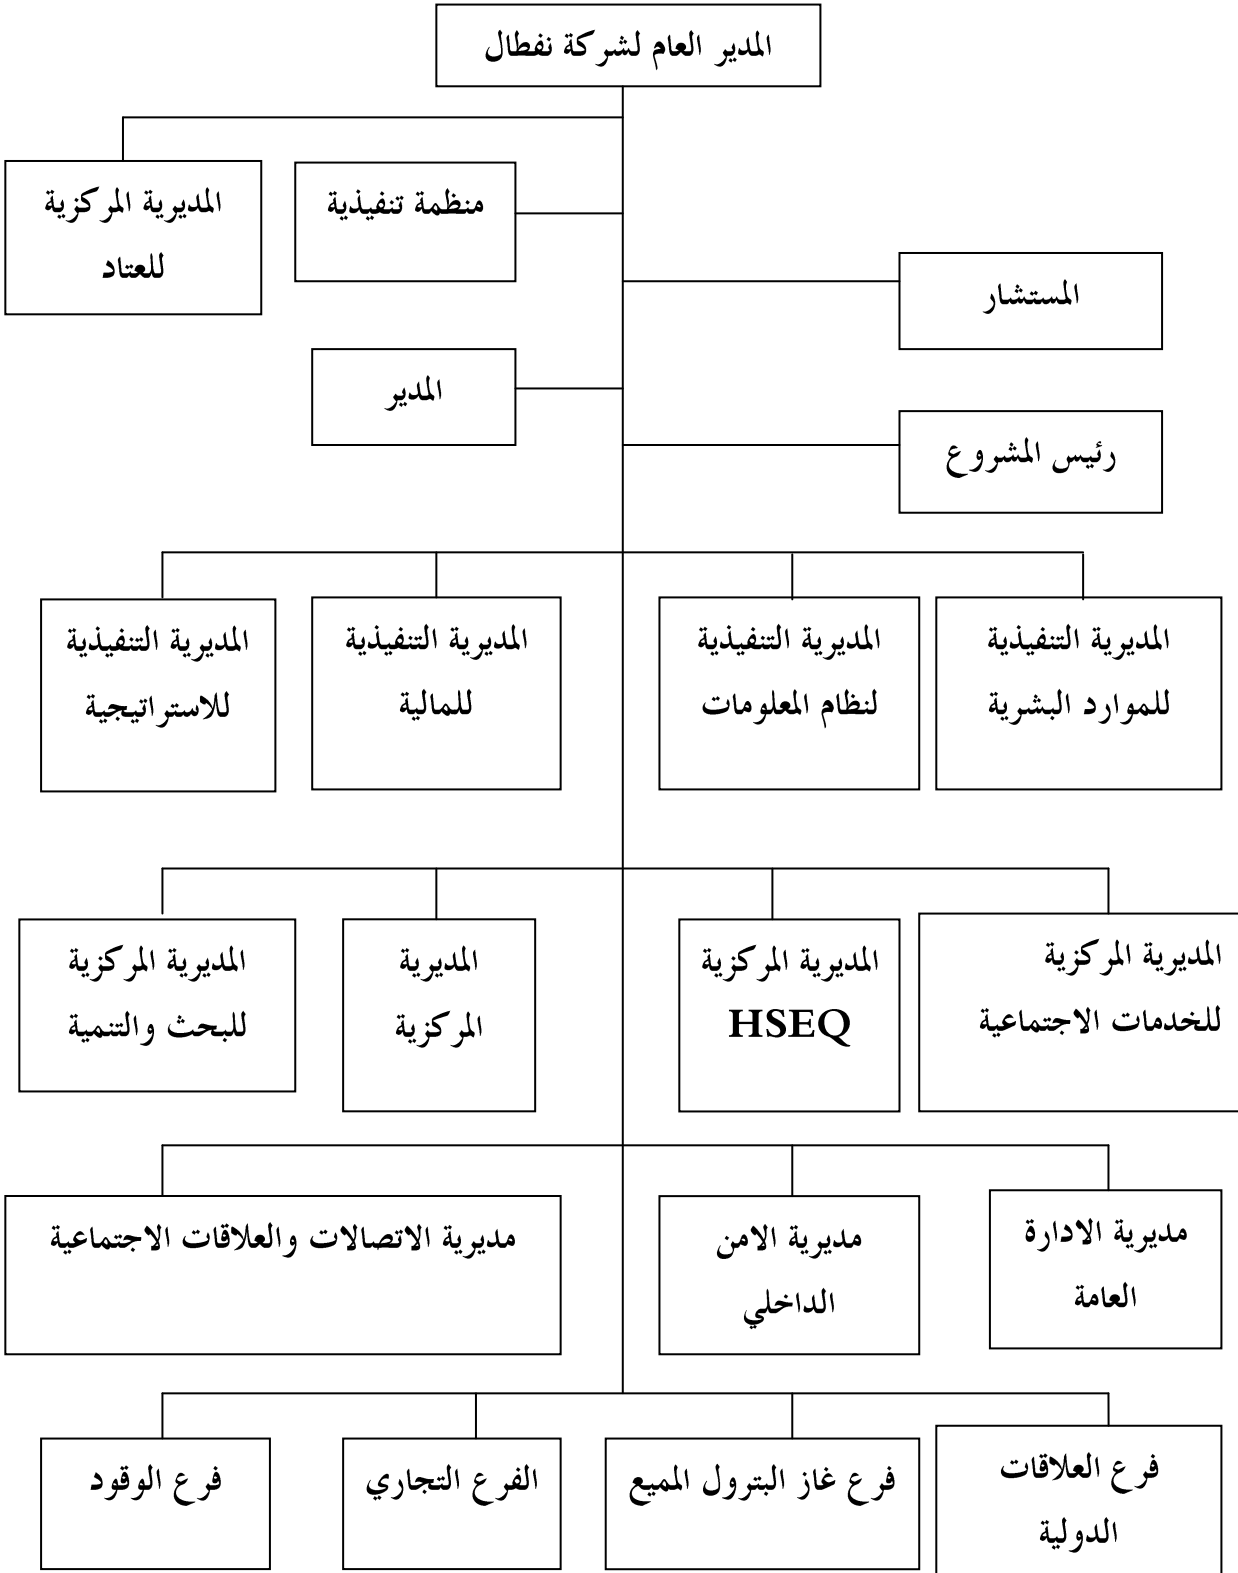 المدير العام لشركة نفطال
منظمة تنفيذية
المديرية المركزية
للعتاد
المستشار
المدير
رئيس المشروع
المديرية التنفيذية
للموارد البشرية
المديرية التنفيذية
لنظام المعلومات
المديرية التنفيذية
للمالية
المديرية التنفيذية
للاستراتيجية
المديرية المركزية
للخدمات الاجتماعية
المديرية المركزية
HSEQ
المديرية
المركزية
المديرية المركزية
للبحث والتنمية
مديرية الادارة
العامة
مديرية الامن
الداخلي
مديرية الاتصالات والعلاقات الاجتماعية
فرع العلاقات
الدولية
فرع غاز البترول المميع
الفرع التجاري
فرع الوقود